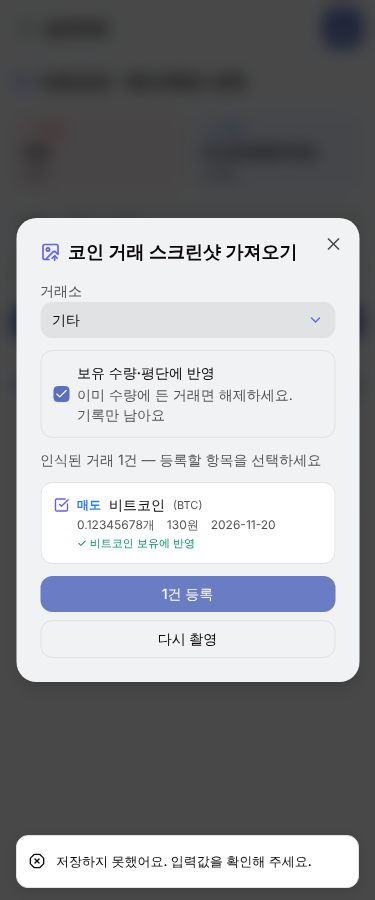 코인 거래 스크린샷 가져오기
거래소
기타
보유 수량·평단에 반영
이미 수량에 든 거래면 해제하세요.
기록만 남아요
인식된 거래 1건 — 등록할 항목을 선택하세요
매도 비트코인 (BTC)
0.12345678개 130원 2026-11-20
✓ 비트코인 보유에 반영
1건 등록
다시 촬영
저장하지 못했어요. 입력값을 확인해 주세요.